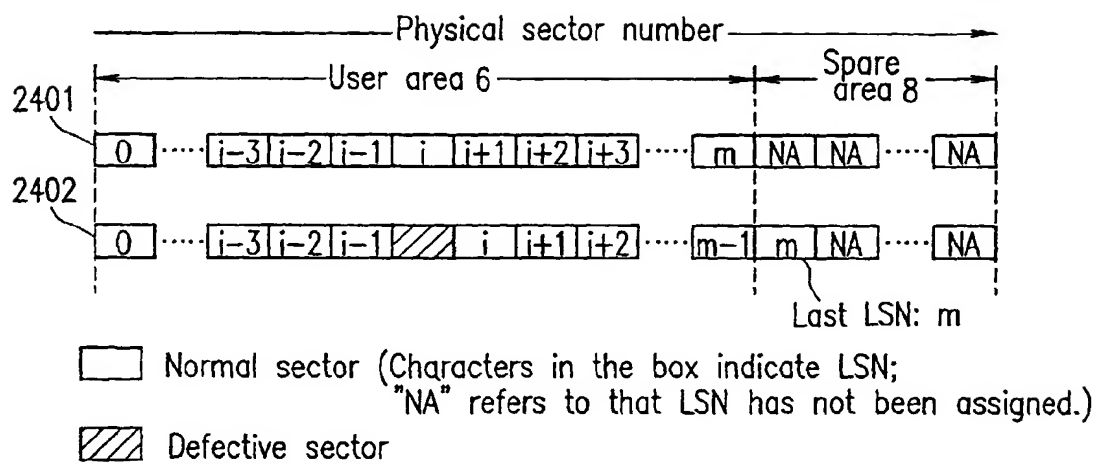 Physical sector number
User area 6
Spare area 8
2401
0 ····· i-3 i-2 i-1 i i+1 i+2 i+3 ····· m NA NA ····· NA
2402
0 ····· i-3 i-2 i-1 i i+1 i+2 ····· m-1 m NA ····· NA
Last LSN: m
Normal sector (Characters in the box indicate LSN;
"NA" refers to that LSN has not been assigned.)
Defective sector